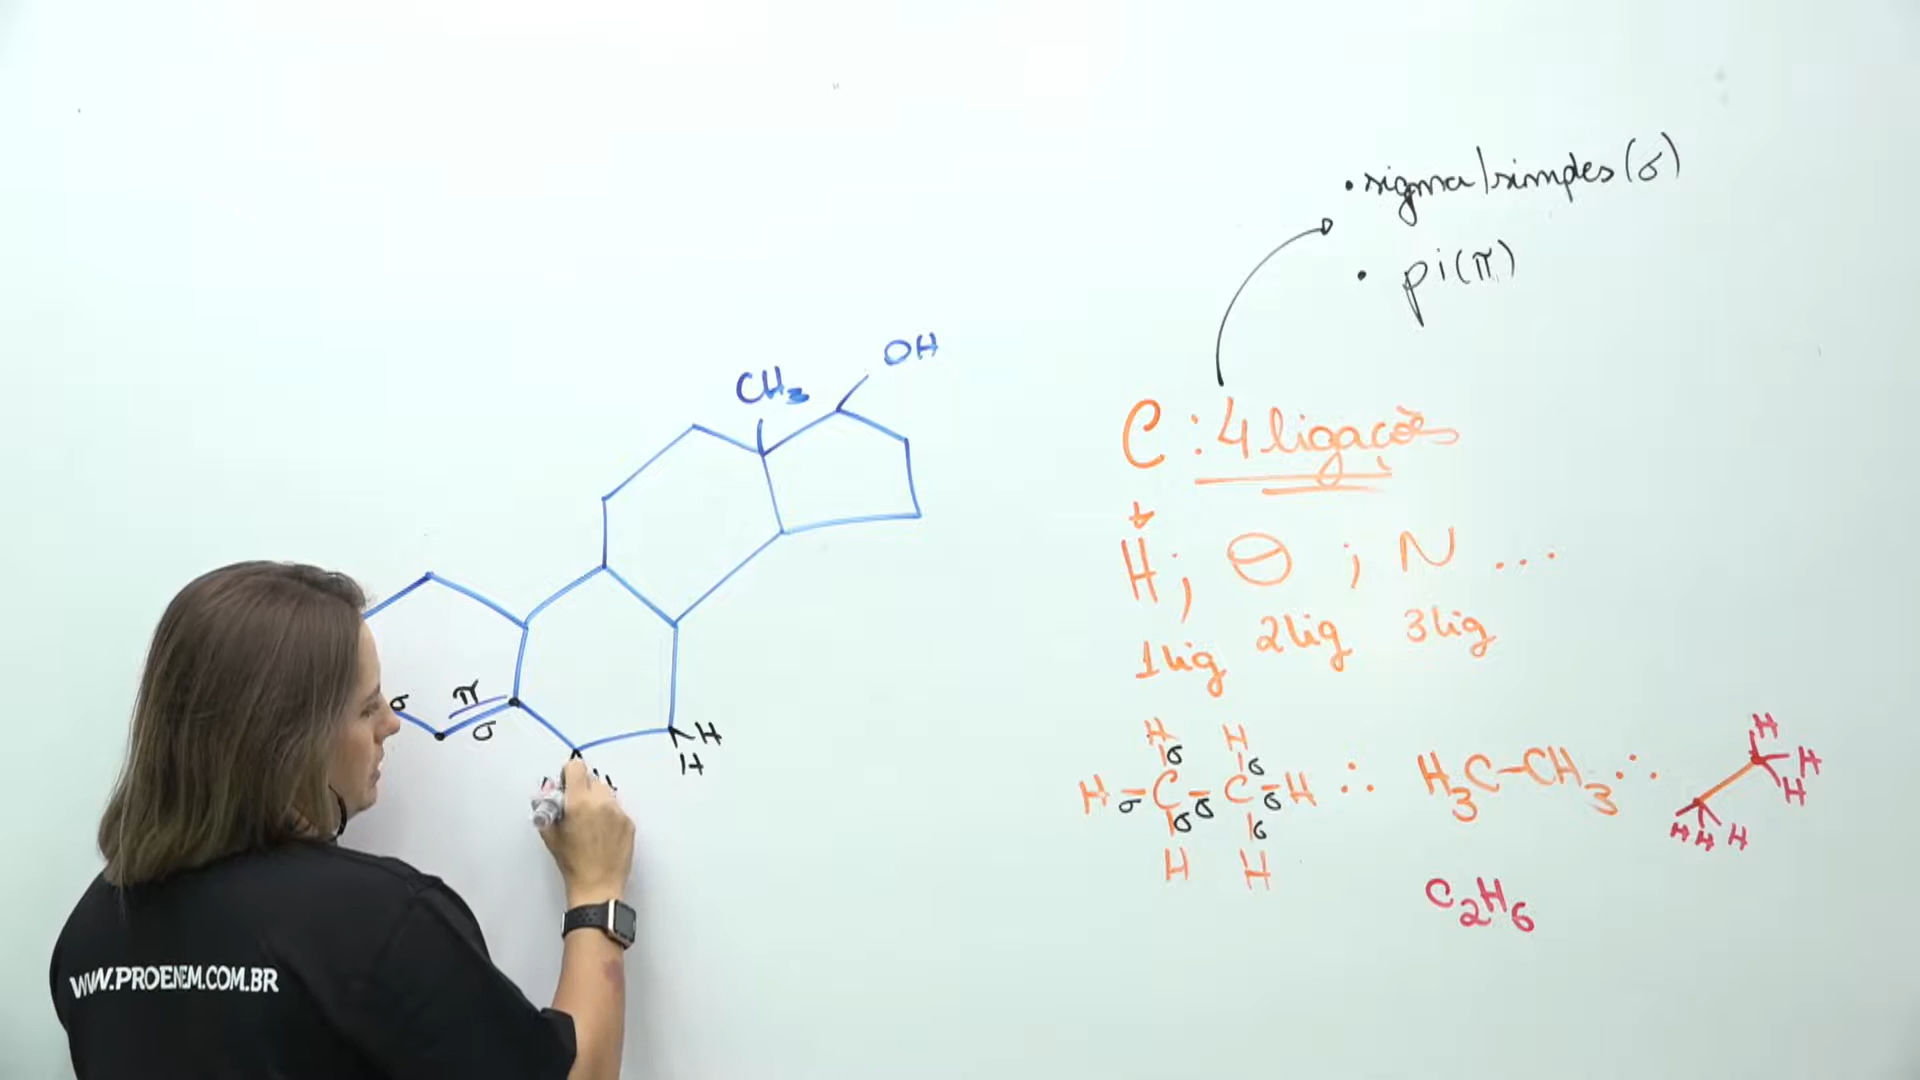 • sigma/simples (σ)
• pi (π)
OH
CH3
C : 4 ligações
H ; O ; N ...
1 lig 2 lig 3 lig
σ π
σ
H
H
H H
σ σ
H - σ C - σ C - σ H ∴ H3C-CH3 ∴
σ σ
H H
H
H
H
H H H
C2H6
WWW.PROENEM.COM.BR